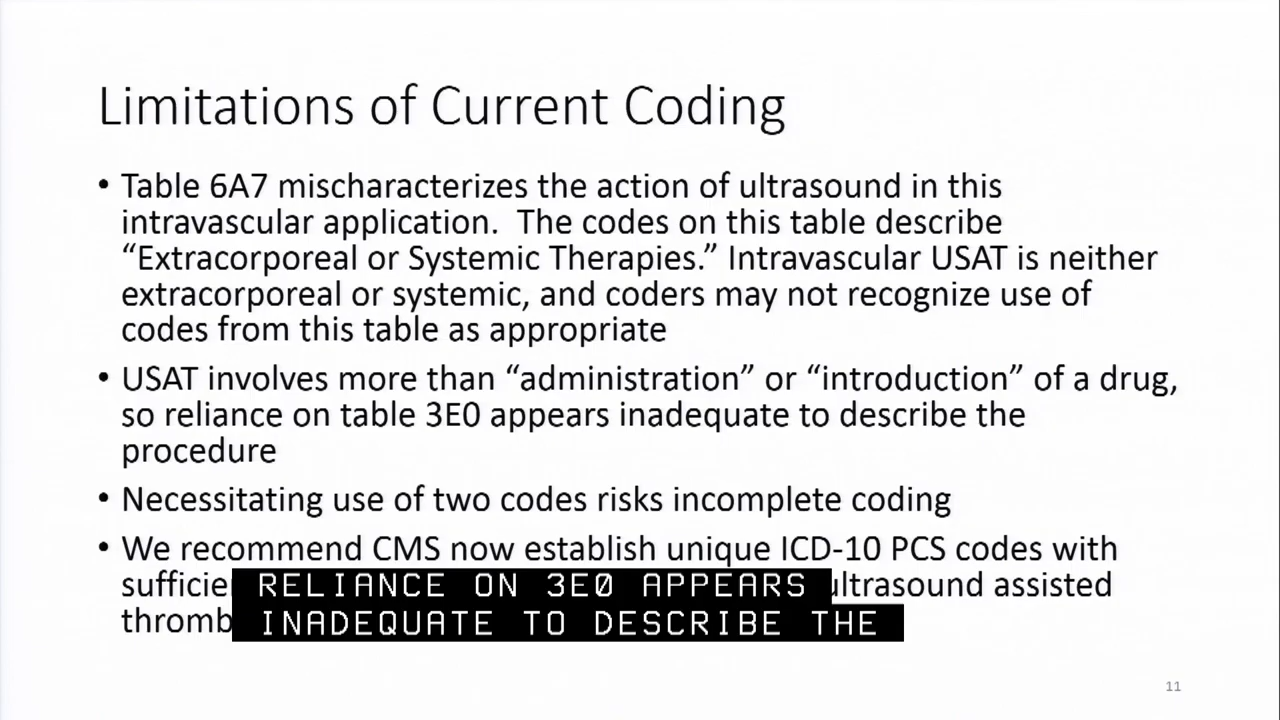 Limitations of Current Coding
• Table 6A7 mischaracterizes the action of ultrasound in this
intravascular application.  The codes on this table describe
“Extracorporeal or Systemic Therapies.” Intravascular USAT is neither
extracorporeal or systemic, and coders may not recognize use of
codes from this table as appropriate
• USAT involves more than “administration” or “introduction” of a drug,
so reliance on table 3E0 appears inadequate to describe the
procedure
• Necessitating use of two codes risks incomplete coding
• We recommend CMS now establish unique ICD-10 PCS codes with
ultrasound assisted
RELIANCE ON 3E0 APPEARS
INADEQUATE TO DESCRIBE THE
11